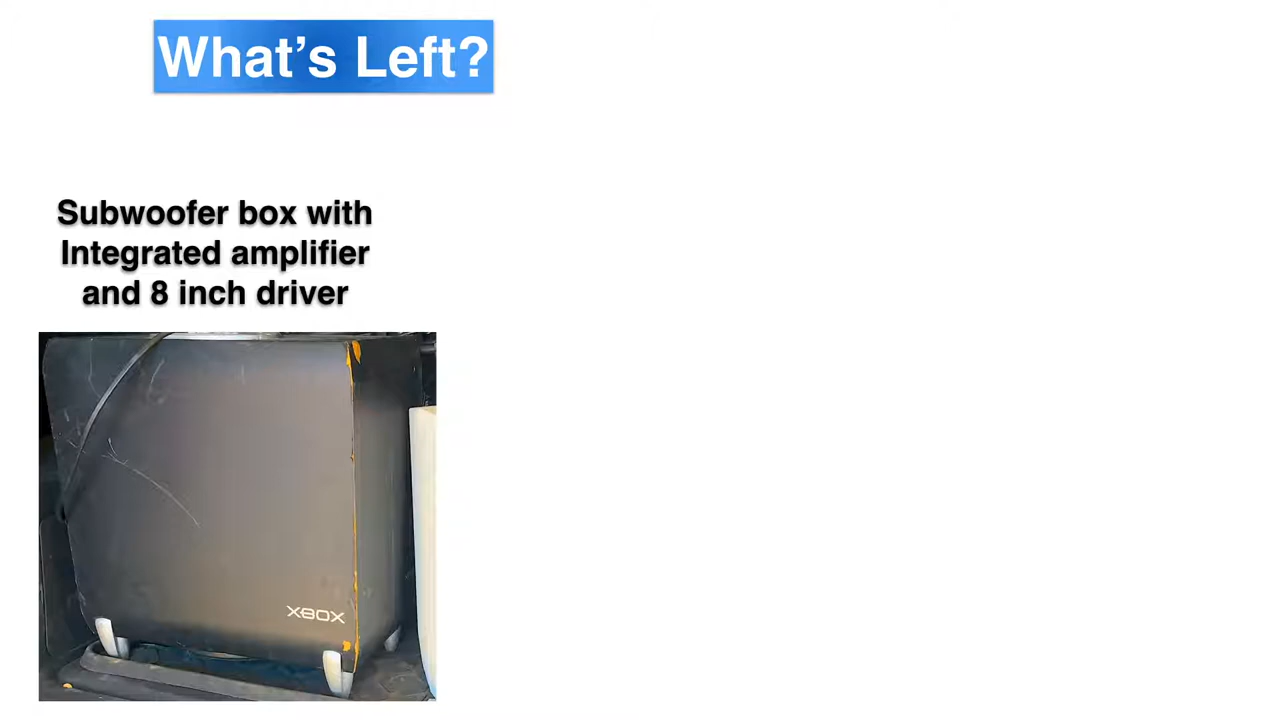 What’s Left?
Subwoofer box with
Integrated amplifier
and 8 inch driver
XBOX